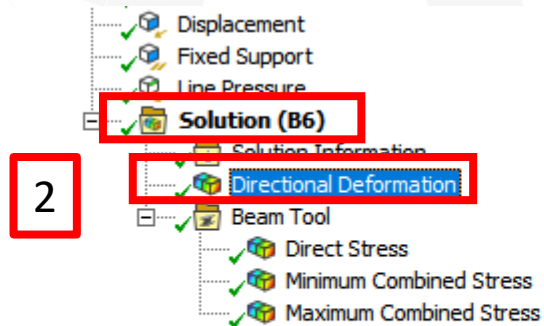 Displacement
Fixed Support
Line Pressure
Solution (B6)
Solution Information
2
Directional Deformation
Beam Tool
Direct Stress
Minimum Combined Stress
Maximum Combined Stress